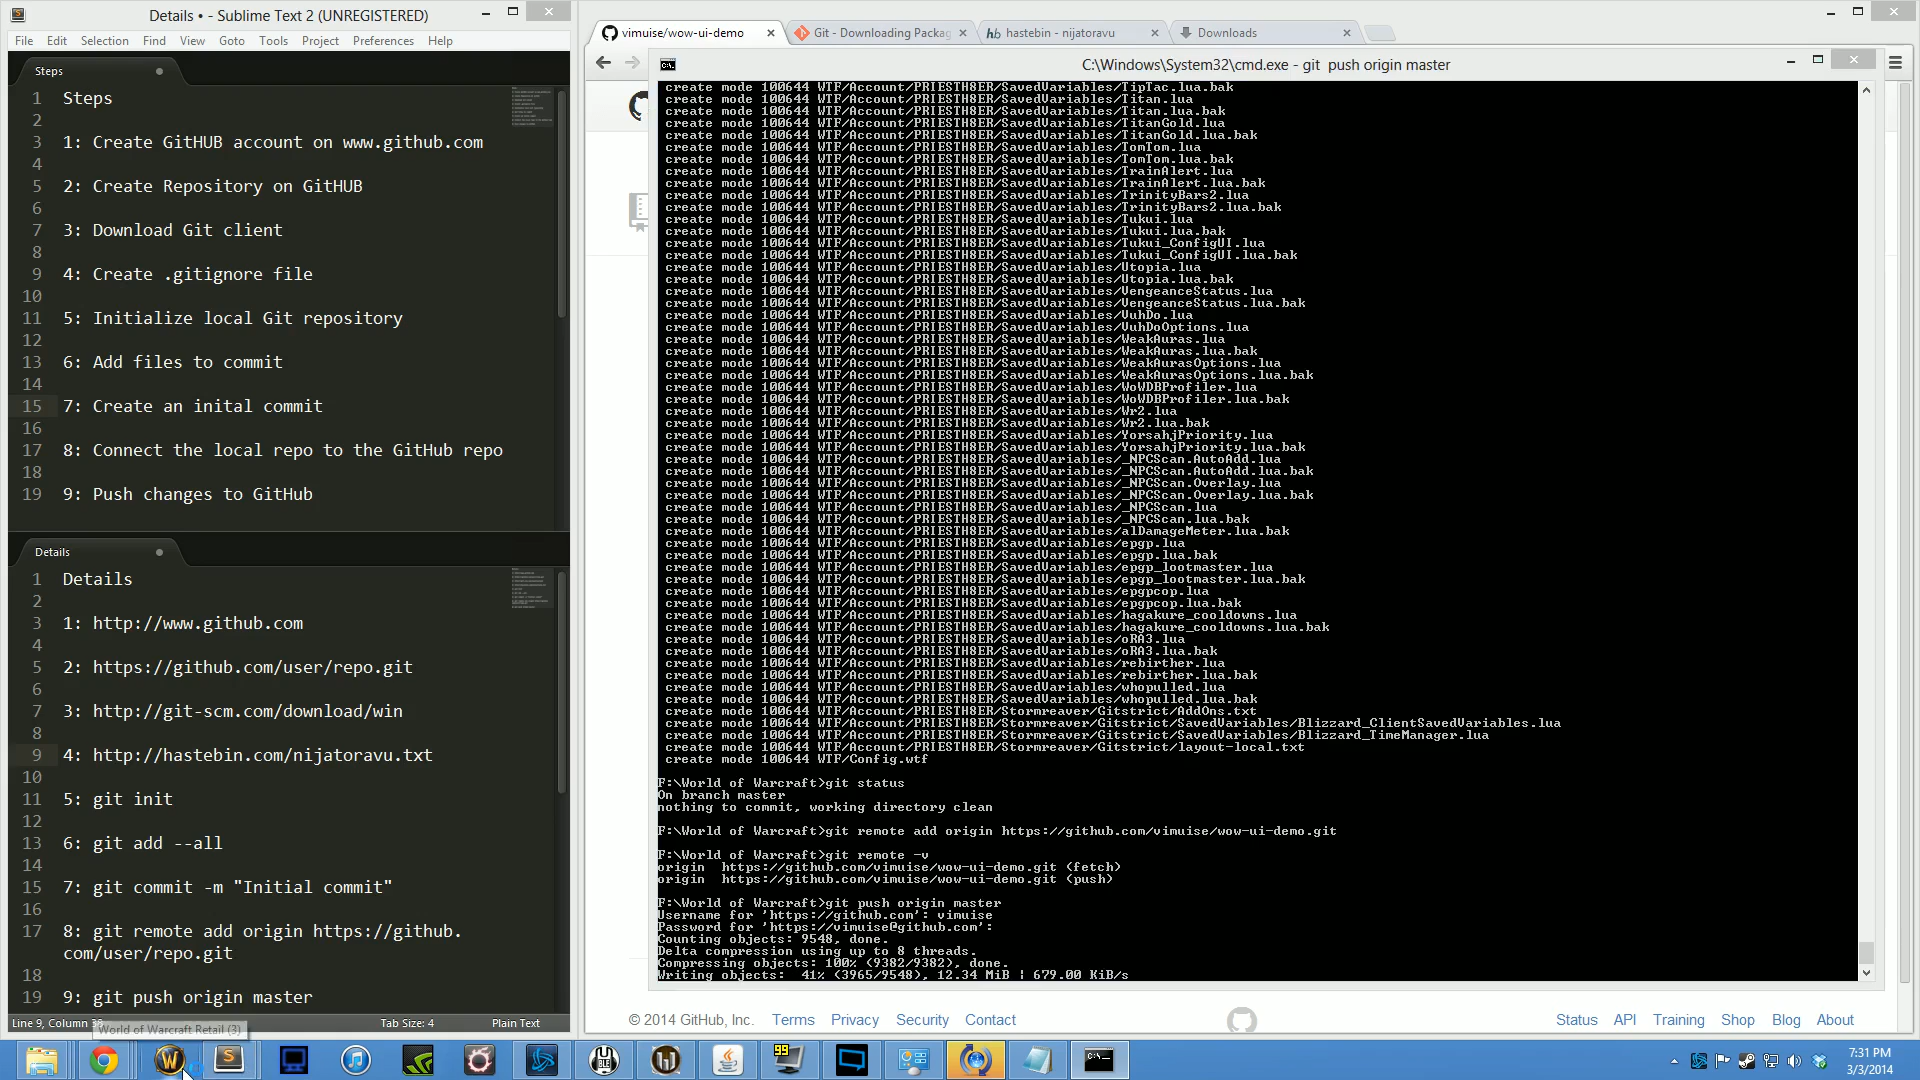 Details • - Sublime Text 2 (UNREGISTERED)
File Edit Selection Find View Goto Tools Project Preferences Help
Steps
1 Steps
2
3 1: Create GitHUB account on www.github.com
4
5 2: Create Repository on GitHUB
6
7 3: Download Git client
8
9 4: Create .gitignore file
10
11 5: Initialize local Git repository
12
13 6: Add files to commit
14
15 7: Create an inital commit
16
17 8: Connect the local repo to the GitHub repo
18
19 9: Push changes to GitHub
Details
1 Details
2
3 1: http://www.github.com
4
5 2: https://github.com/user/repo.git
6
7 3: http://git-scm.com/download/win
8
9 4: http://hastebin.com/nijatoravu.txt
10
11 5: git init
12
13 6: git add --all
14
15 7: git commit -m "Initial commit"
16
17 8: git remote add origin https://github.
com/user/repo.git
18
19 9: git push origin master
Line 9, Column 3
World of Warcraft Retail (3)
Tab Size: 4 Plain Text
vimuise/wow-ui-demo
Git - Downloading Packag
hb hastebin - nijatoravu
Downloads
C:\Windows\System32\cmd.exe - git  push origin master
create mode 100644 WTF/Account/PRIESTH8ER/SavedVariables/TipTac.lua.bak
create mode 100644 WTF/Account/PRIESTH8ER/SavedVariables/Titan.lua
create mode 100644 WTF/Account/PRIESTH8ER/SavedVariables/Titan.lua.bak
create mode 100644 WTF/Account/PRIESTH8ER/SavedVariables/TitanGold.lua
create mode 100644 WTF/Account/PRIESTH8ER/SavedVariables/TitanGold.lua.bak
create mode 100644 WTF/Account/PRIESTH8ER/SavedVariables/TomTom.lua
create mode 100644 WTF/Account/PRIESTH8ER/SavedVariables/TomTom.lua.bak
create mode 100644 WTF/Account/PRIESTH8ER/SavedVariables/TrainAlert.lua
create mode 100644 WTF/Account/PRIESTH8ER/SavedVariables/TrainAlert.lua.bak
create mode 100644 WTF/Account/PRIESTH8ER/SavedVariables/TrinityBars2.lua
create mode 100644 WTF/Account/PRIESTH8ER/SavedVariables/TrinityBars2.lua.bak
create mode 100644 WTF/Account/PRIESTH8ER/SavedVariables/Tukui.lua
create mode 100644 WTF/Account/PRIESTH8ER/SavedVariables/Tukui.lua.bak
create mode 100644 WTF/Account/PRIESTH8ER/SavedVariables/Tukui_ConfigUI.lua
create mode 100644 WTF/Account/PRIESTH8ER/SavedVariables/Tukui_ConfigUI.lua.bak
create mode 100644 WTF/Account/PRIESTH8ER/SavedVariables/Utopia.lua
create mode 100644 WTF/Account/PRIESTH8ER/SavedVariables/Utopia.lua.bak
create mode 100644 WTF/Account/PRIESTH8ER/SavedVariables/VengeanceStatus.lua
create mode 100644 WTF/Account/PRIESTH8ER/SavedVariables/VengeanceStatus.lua.bak
create mode 100644 WTF/Account/PRIESTH8ER/SavedVariables/VuhDo.lua
create mode 100644 WTF/Account/PRIESTH8ER/SavedVariables/VuhDoOptions.lua
create mode 100644 WTF/Account/PRIESTH8ER/SavedVariables/WeakAuras.lua
create mode 100644 WTF/Account/PRIESTH8ER/SavedVariables/WeakAuras.lua.bak
create mode 100644 WTF/Account/PRIESTH8ER/SavedVariables/WeakAurasOptions.lua
create mode 100644 WTF/Account/PRIESTH8ER/SavedVariables/WeakAurasOptions.lua.bak
create mode 100644 WTF/Account/PRIESTH8ER/SavedVariables/WoWDBProfiler.lua
create mode 100644 WTF/Account/PRIESTH8ER/SavedVariables/WoWDBProfiler.lua.bak
create mode 100644 WTF/Account/PRIESTH8ER/SavedVariables/Wr2.lua
create mode 100644 WTF/Account/PRIESTH8ER/SavedVariables/Wr2.lua.bak
create mode 100644 WTF/Account/PRIESTH8ER/SavedVariables/YorsahjPriority.lua
create mode 100644 WTF/Account/PRIESTH8ER/SavedVariables/YorsahjPriority.lua.bak
create mode 100644 WTF/Account/PRIESTH8ER/SavedVariables/_NPCScan.AutoAdd.lua
create mode 100644 WTF/Account/PRIESTH8ER/SavedVariables/_NPCScan.AutoAdd.lua.bak
create mode 100644 WTF/Account/PRIESTH8ER/SavedVariables/_NPCScan.Overlay.lua
create mode 100644 WTF/Account/PRIESTH8ER/SavedVariables/_NPCScan.Overlay.lua.bak
create mode 100644 WTF/Account/PRIESTH8ER/SavedVariables/_NPCScan.lua
create mode 100644 WTF/Account/PRIESTH8ER/SavedVariables/_NPCScan.lua.bak
create mode 100644 WTF/Account/PRIESTH8ER/SavedVariables/alDamageMeter.lua.bak
create mode 100644 WTF/Account/PRIESTH8ER/SavedVariables/epgp.lua
create mode 100644 WTF/Account/PRIESTH8ER/SavedVariables/epgp.lua.bak
create mode 100644 WTF/Account/PRIESTH8ER/SavedVariables/epgp_lootmaster.lua
create mode 100644 WTF/Account/PRIESTH8ER/SavedVariables/epgp_lootmaster.lua.bak
create mode 100644 WTF/Account/PRIESTH8ER/SavedVariables/epgpcop.lua
create mode 100644 WTF/Account/PRIESTH8ER/SavedVariables/epgpcop.lua.bak
create mode 100644 WTF/Account/PRIESTH8ER/SavedVariables/hagakure_cooldowns.lua
create mode 100644 WTF/Account/PRIESTH8ER/SavedVariables/hagakure_cooldowns.lua.bak
create mode 100644 WTF/Account/PRIESTH8ER/SavedVariables/oRA3.lua
create mode 100644 WTF/Account/PRIESTH8ER/SavedVariables/oRA3.lua.bak
create mode 100644 WTF/Account/PRIESTH8ER/SavedVariables/rebirther.lua
create mode 100644 WTF/Account/PRIESTH8ER/SavedVariables/rebirther.lua.bak
create mode 100644 WTF/Account/PRIESTH8ER/SavedVariables/whopulled.lua
create mode 100644 WTF/Account/PRIESTH8ER/SavedVariables/whopulled.lua.bak
create mode 100644 WTF/Account/PRIESTH8ER/Stormreaver/Gitstrict/AddOns.txt
create mode 100644 WTF/Account/PRIESTH8ER/Stormreaver/Gitstrict/SavedVariables/Blizzard_ClientSavedVariables.lua
create mode 100644 WTF/Account/PRIESTH8ER/Stormreaver/Gitstrict/SavedVariables/Blizzard_TimeManager.lua
create mode 100644 WTF/Account/PRIESTH8ER/Stormreaver/Gitstrict/layout-local.txt
create mode 100644 WTF/Config.wtf
F:\World of Warcraft>git status
On branch master
nothing to commit, working directory clean
F:\World of Warcraft>git remote add origin https://github.com/vimuise/wow-ui-demo.git
F:\World of Warcraft>git remote -v
origin  https://github.com/vimuise/wow-ui-demo.git (fetch)
origin  https://github.com/vimuise/wow-ui-demo.git (push)
F:\World of Warcraft>git push origin master
Username for 'https://github.com': vimuise
Password for 'https://vimuise@github.com':
Counting objects: 9548, done.
Delta compression using up to 8 threads.
Compressing objects: 100% (9382/9382), done.
Writing objects:  41% (3965/9548), 12.34 MiB | 679.00 KiB/s
© 2014 GitHub, Inc. Terms Privacy Security Contact
Status API Training Shop Blog About
99
7:31 PM
3/3/2014